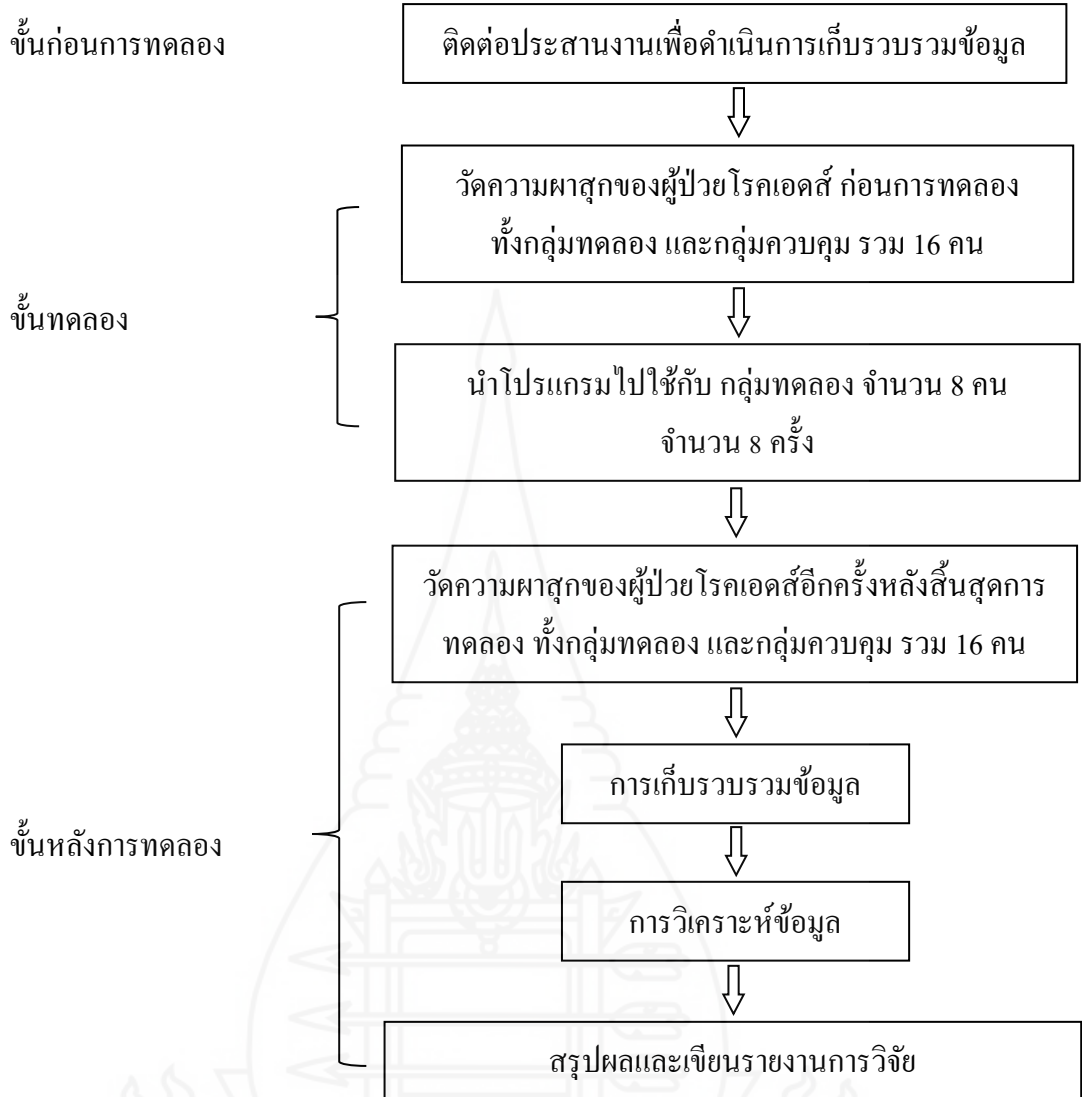 ขั้นก่อนการทดลอง
ติดต่อประสานงานเพื่อดำเนินการเก็บรวบรวมข้อมูล
วัดความผาสุกของผู้ป่วยโรคเอดส์ ก่อนการทดลอง
ทั้งกลุ่มทดลอง และกลุ่มควบคุม รวม 16 คน
ขั้นทดลอง
นำโปรแกรมไปใช้กับ กลุ่มทดลอง จำนวน 8 คน
จำนวน 8 ครั้ง
วัดความผาสุกของผู้ป่วยโรคเอดส์อีกครั้งหลังสิ้นสุดการ
ทดลอง ทั้งกลุ่มทดลอง และกลุ่มควบคุม รวม 16 คน
การเก็บรวบรวมข้อมูล
ขั้นหลังการทดลอง
การวิเคราะห์ข้อมูล
สรุปผลและเขียนรายงานการวิจัย